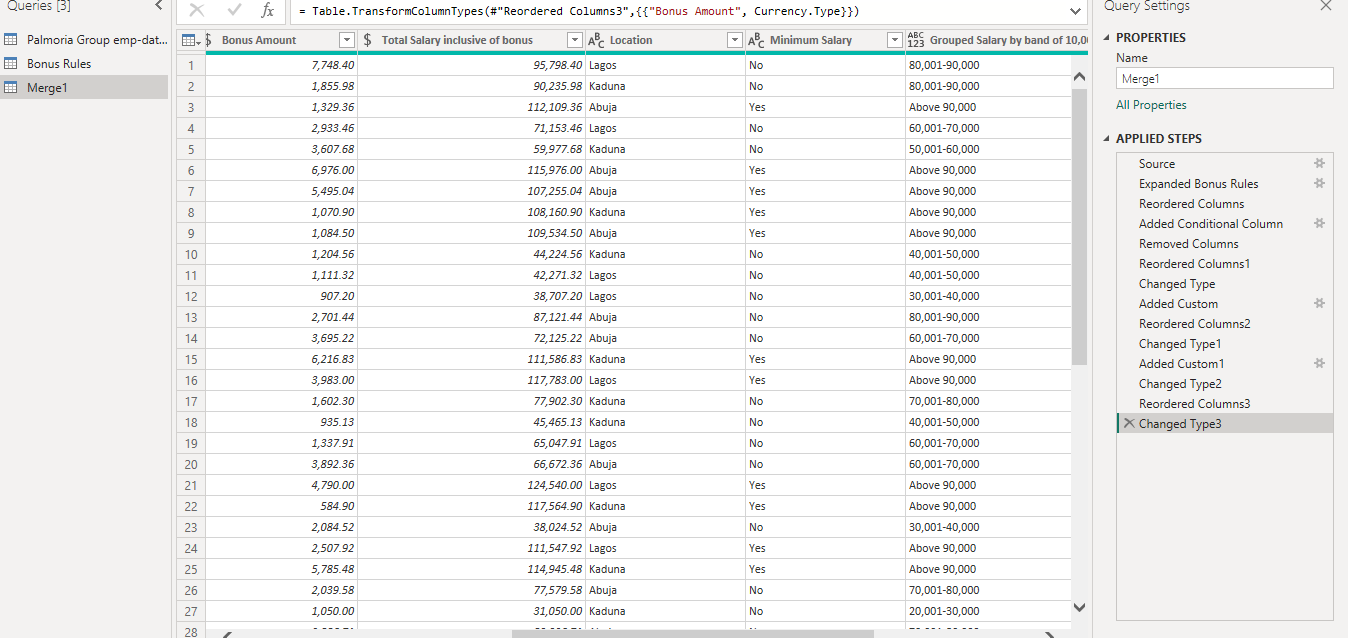 Queries [3]
Palmoria Group emp-dat...
Bonus Rules
Merge1
fx
= Table.TransformColumnTypes(#"Reordered Columns3",{{"Bonus Amount", Currency.Type}})
$ Bonus Amount $ Total Salary inclusive of bonus ABC Location ABC Minimum Salary ABC 123 Grouped Salary by band of 10,0
1 7,748.40 95,798.40 Lagos No 80,001-90,000
2 1,855.98 90,235.98 Kaduna No 80,001-90,000
3 1,329.36 112,109.36 Abuja Yes Above 90,000
4 2,933.46 71,153.46 Lagos No 60,001-70,000
5 3,607.68 59,977.68 Kaduna No 50,001-60,000
6 6,976.00 115,976.00 Abuja Yes Above 90,000
7 5,495.04 107,255.04 Abuja Yes Above 90,000
8 1,070.90 108,160.90 Kaduna Yes Above 90,000
9 1,084.50 109,534.50 Abuja Yes Above 90,000
10 1,204.56 44,224.56 Kaduna No 40,001-50,000
11 1,111.32 42,271.32 Lagos No 40,001-50,000
12 907.20 38,707.20 Lagos No 30,001-40,000
13 2,701.44 87,121.44 Abuja No 80,001-90,000
14 3,695.22 72,125.22 Abuja No 60,001-70,000
15 6,216.83 111,586.83 Kaduna Yes Above 90,000
16 3,983.00 117,783.00 Lagos Yes Above 90,000
17 1,602.30 77,902.30 Kaduna No 70,001-80,000
18 935.13 45,465.13 Kaduna No 40,001-50,000
19 1,337.91 65,047.91 Lagos No 60,001-70,000
20 3,892.36 66,672.36 Abuja No 60,001-70,000
21 4,790.00 124,540.00 Lagos Yes Above 90,000
22 584.90 117,564.90 Kaduna Yes Above 90,000
23 2,084.52 38,024.52 Abuja No 30,001-40,000
24 2,507.92 111,547.92 Lagos Yes Above 90,000
25 5,785.48 114,945.48 Kaduna Yes Above 90,000
26 2,039.58 77,579.58 Abuja No 70,001-80,000
27 1,050.00 31,050.00 Kaduna No 20,001-30,000
28
Query Settings
PROPERTIES
Name
Merge1
All Properties
APPLIED STEPS
Source
Expanded Bonus Rules
Reordered Columns
Added Conditional Column
Removed Columns
Reordered Columns1
Changed Type
Added Custom
Reordered Columns2
Changed Type1
Added Custom1
Changed Type2
Reordered Columns3
Changed Type3